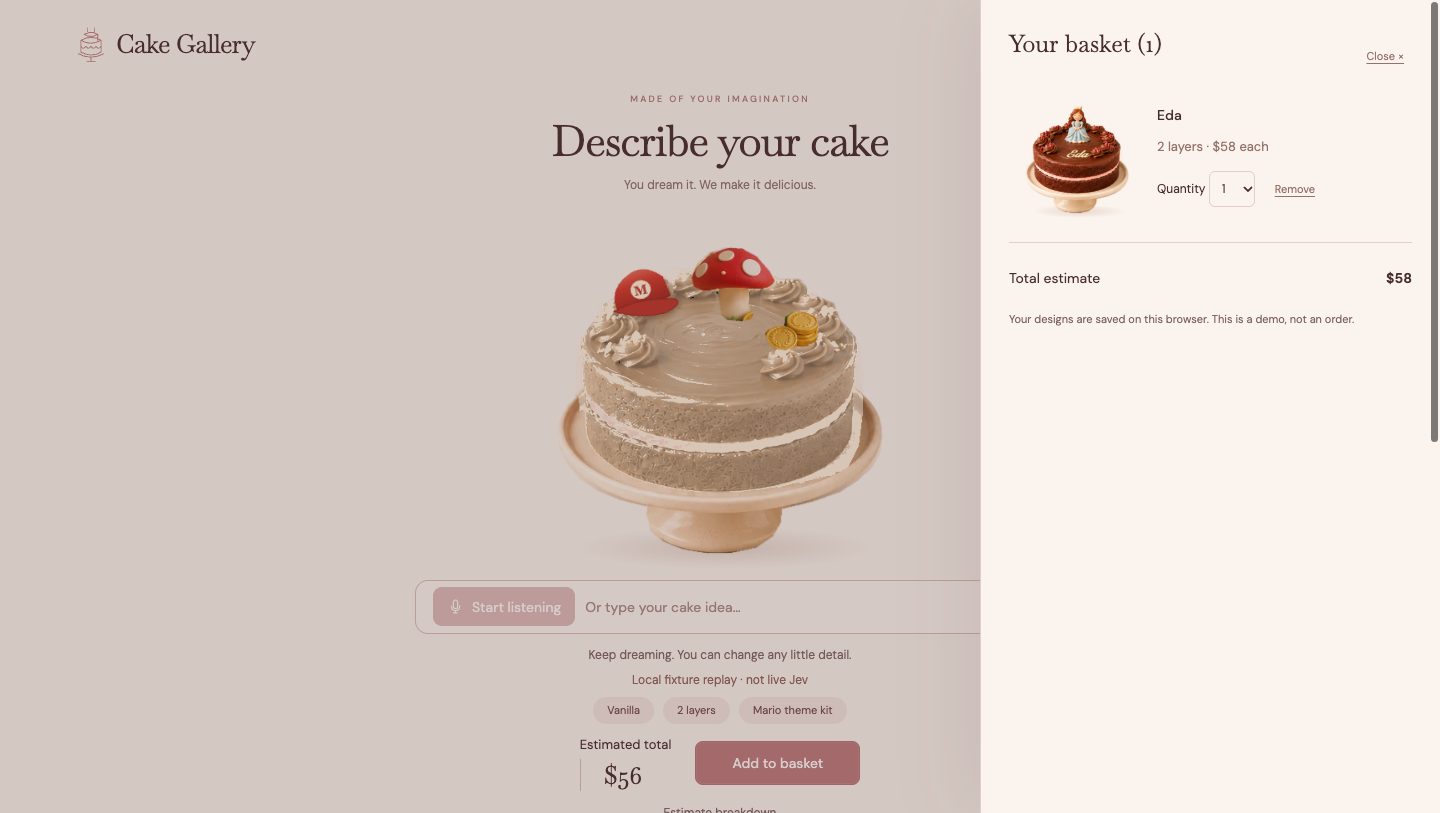 Cake Gallery
MADE OF YOUR IMAGINATION
Describe your cake
You dream it. We make it delicious.
M
Start listening
Or type your cake idea...
Keep dreaming. You can change any little detail.
Local fixture replay · not live Jev
Vanilla
2 layers
Mario theme kit
Estimated total
$56
Add to basket
Estimate breakdown
Your basket (1)
Close ×
Eda
Eda
2 layers · $58 each
Quantity 1
Remove
Total estimate
$58
Your designs are saved on this browser. This is a demo, not an order.